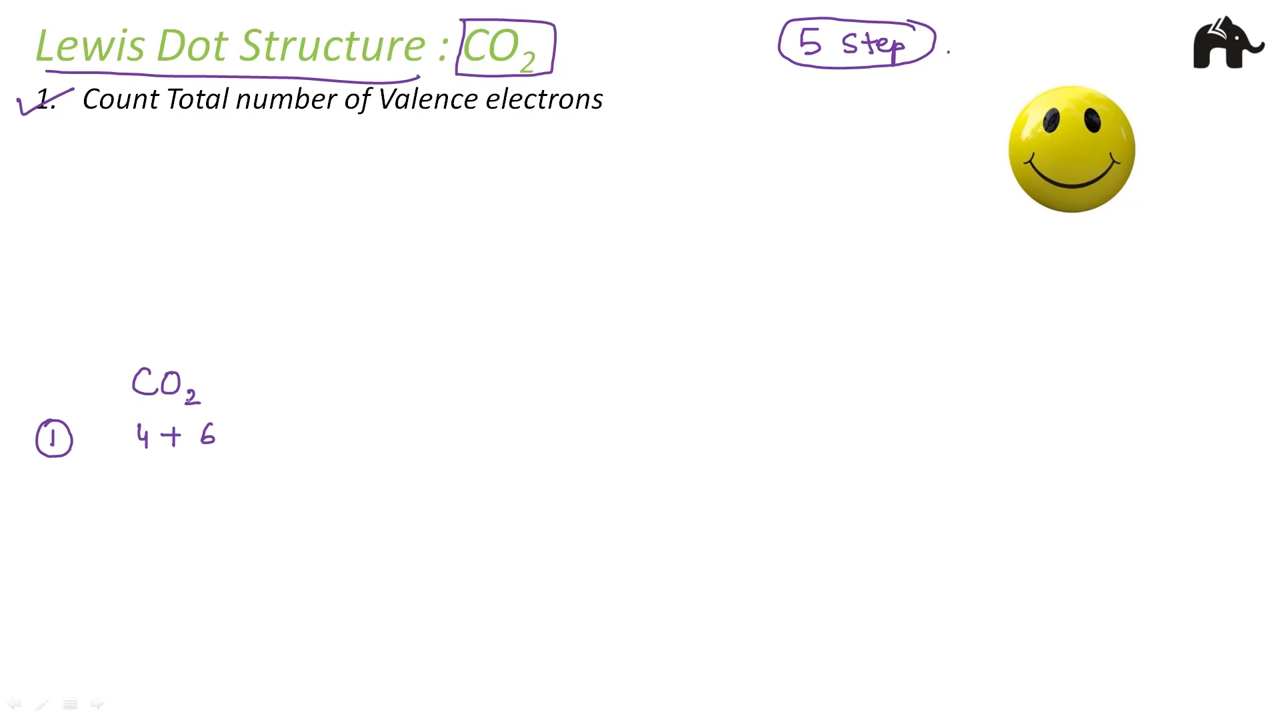 Lewis Dot Structure : CO₂
5 Step
1. Count Total number of Valence electrons
CO₂
① 4 + 6